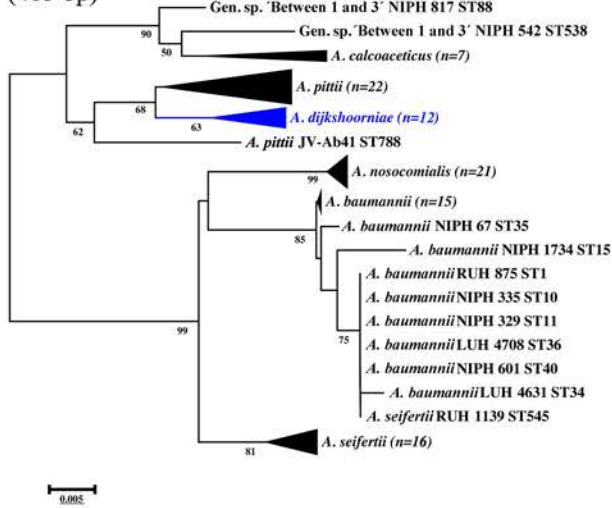 Gen. sp. ´Between 1 and 3´ NIPH 817 ST88
90
Gen. sp.´Between 1 and 3´ NIPH 542 ST538
50
A. calcoaceticus (n=7)
A. pittii (n=22)
68
A. dijkshoorniae (n=12)
63
62
A. pittii JV-Ab41 ST788
A. nosocomialis (n=21)
99
A. baumannii (n=15)
A. baumannii NIPH 67 ST35
85
A. baumannii NIPH 1734 ST15
A. baumannii RUH 875 ST1
A. baumannii NIPH 335 ST10
A. baumannii NIPH 329 ST11
99
75
A. baumannii LUH 4708 ST36
A. baumannii NIPH 601 ST40
A. baumannii LUH 4631 ST34
A. seifertii RUH 1139 ST545
A. seifertii (n=16)
81
0.005